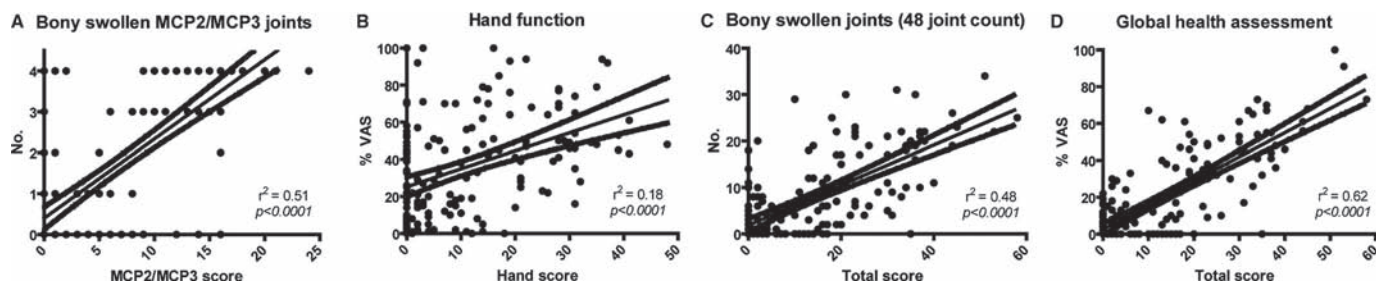 A Bony swollen MCP2/MCP3 joints
No.
4
3
2
1
0
0 5 10 15 20 25
MCP2/MCP3 score
r² = 0.51
p<0.0001
B Hand function
% VAS
100
80
60
40
20
0
0 10 20 30 40 50
Hand score
r² = 0.18
p<0.0001
C Bony swollen joints (48 joint count)
No.
40
30
20
10
0
0 20 40 60
Total score
r² = 0.48
p<0.0001
D Global health assessment
% VAS
100
80
60
40
20
0
0 10 20 30 40 50 60
Total score
r² = 0.62
p<0.0001